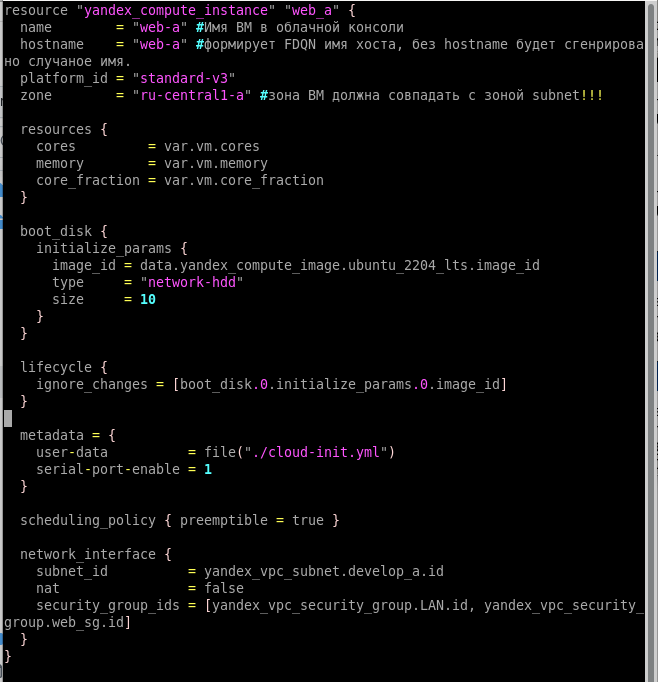 resource "yandex_compute_instance" "web_a" {
  name        = "web-a" #Имя ВМ в облачной консоли
  hostname    = "web-a" #формирует FDQN имя хоста, без hostname будет сгенрирова
но случаное имя.
  platform_id = "standard-v3"
  zone        = "ru-central1-a" #зона ВМ должна совпадать с зоной subnet!!!

  resources {
    cores         = var.vm.cores
    memory        = var.vm.memory
    core_fraction = var.vm.core_fraction
  }

  boot_disk {
    initialize_params {
      image_id = data.yandex_compute_image.ubuntu_2204_lts.image_id
      type     = "network-hdd"
      size     = 10
    }
  }

  lifecycle {
    ignore_changes = [boot_disk.0.initialize_params.0.image_id]
  }

  metadata = {
    user-data          = file("./cloud-init.yml")
    serial-port-enable = 1
  }

  scheduling_policy { preemptible = true }

  network_interface {
    subnet_id          = yandex_vpc_subnet.develop_a.id
    nat                = false
    security_group_ids = [yandex_vpc_security_group.LAN.id, yandex_vpc_security_
group.web_sg.id]
  }
}